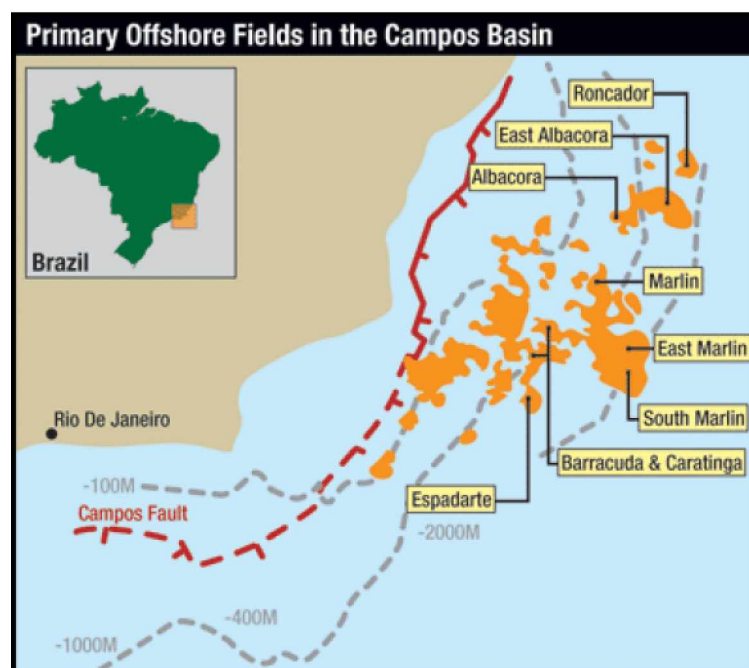 Primary Offshore Fields in the Campos Basin
Roncador
East Albacora
Albacora
Brazil
Marlin
East Marlin
Rio De Janeiro
South Marlin
Barracuda & Caratinga
-100M
Espadarte
Campos Fault
-2000M
-400M
-1000M